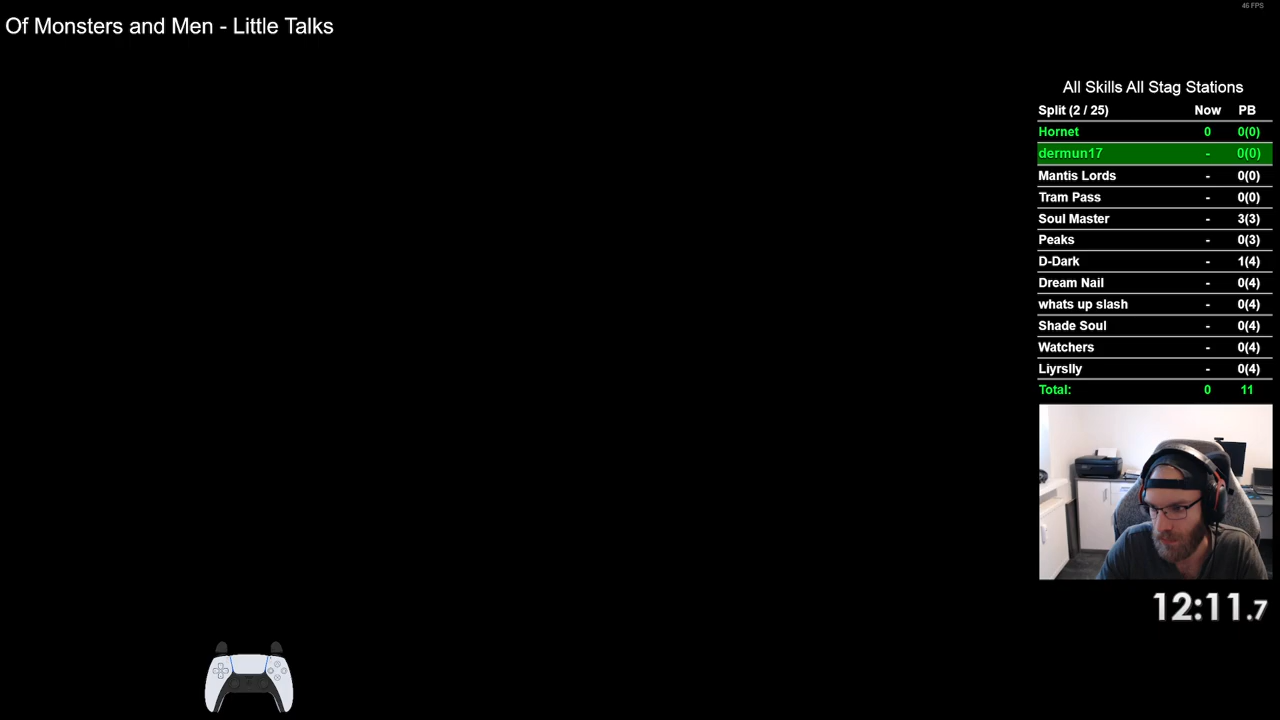 46 FPS
Of Monsters and Men - Little Talks
All Skills All Stag Stations
Split (2 / 25) Now PB
Hornet 0 0(0)
dermun17 - 0(0)
Mantis Lords - 0(0)
Tram Pass - 0(0)
Soul Master - 3(3)
Peaks - 0(3)
D-Dark - 1(4)
Dream Nail - 0(4)
whats up slash - 0(4)
Shade Soul - 0(4)
Watchers - 0(4)
Liyrslly - 0(4)
Total: 0 11
12:11.7